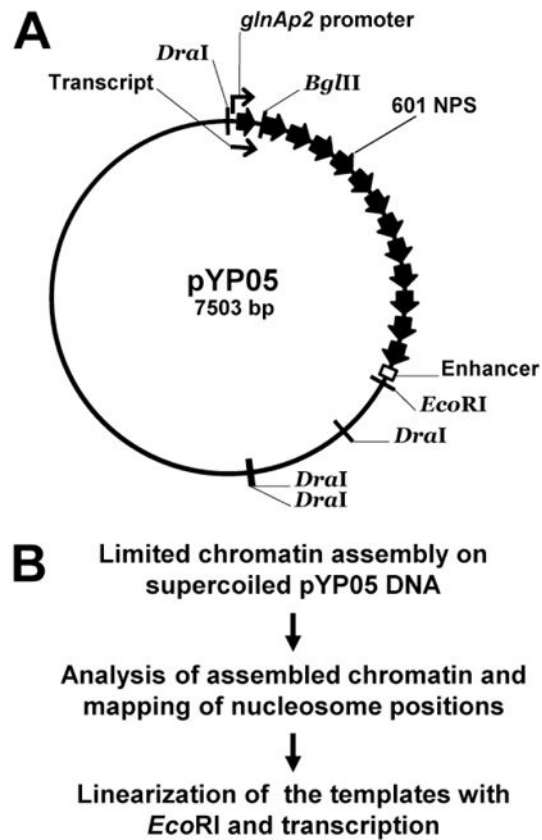 A
glnAp2 promoter
DraI
BglII
Transcript
601 NPS
pYP05
7503 bp
Enhancer
EcoRI
DraI
DraI
DraI
B
Limited chromatin assembly on
supercoiled pYP05 DNA
Analysis of assembled chromatin and
mapping of nucleosome positions
Linearization of the templates with
EcoRI and transcription